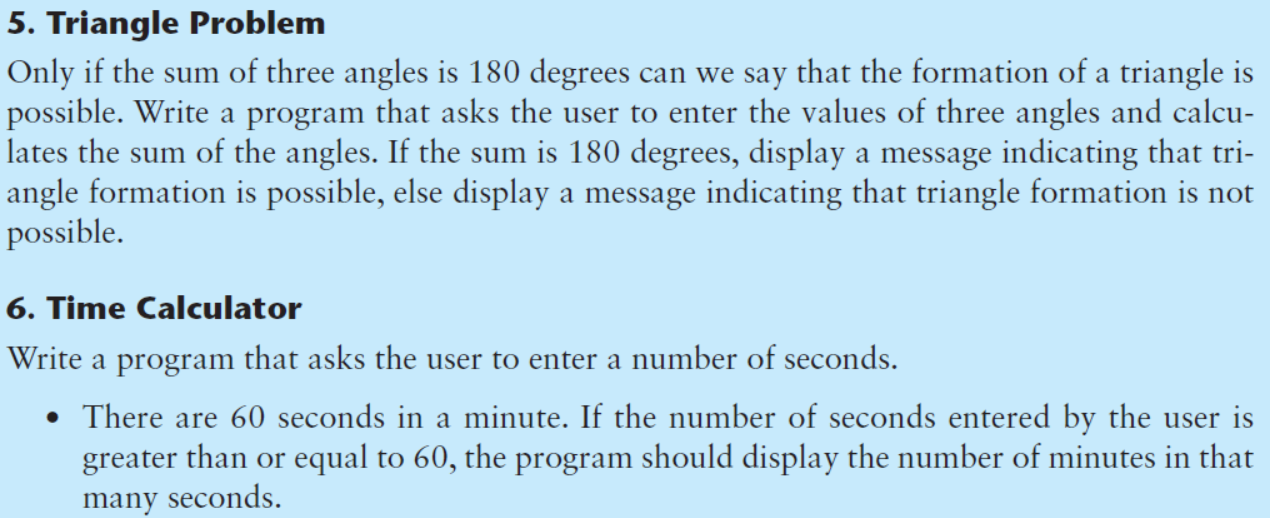 5. Triangle Problem
Only if the sum of three angles is 180 degrees can we say that the formation of a triangle is
possible. Write a program that asks the user to enter the values of three angles and calcu-
lates the sum of the angles. If the sum is 180 degrees, display a message indicating that tri-
angle formation is possible, else display a message indicating that triangle formation is not
possible.
6. Time Calculator
Write a program that asks the user to enter a number of seconds.
• There are 60 seconds in a minute. If the number of seconds entered by the user is
greater than or equal to 60, the program should display the number of minutes in that
many seconds.